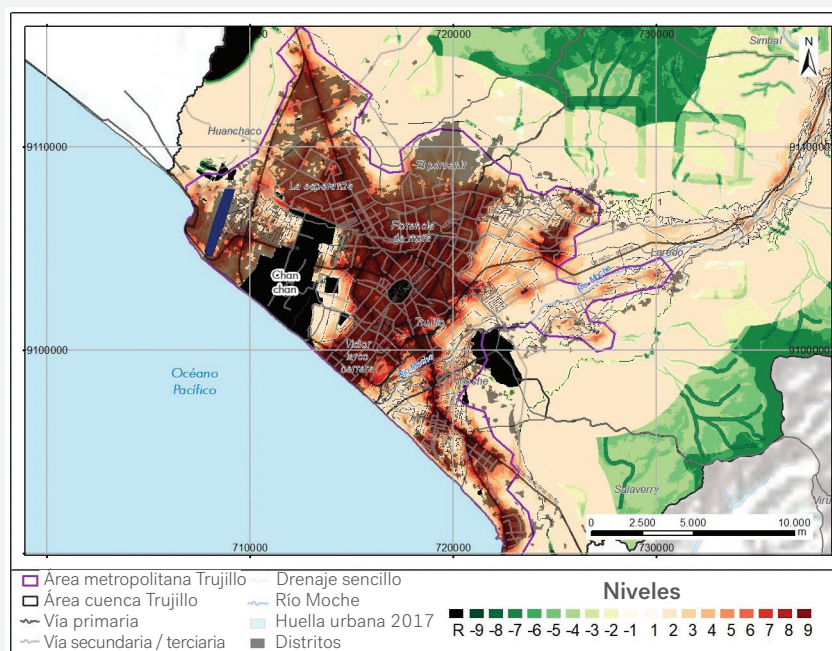 720000
730000
Simbal
N
Huanchaco
9110000
9110000
El porvenir
La esperanza
Florencia
de mora
Laredo
Río Moche
Chan
chan
Trujillo
9100000
9100000
Victor
larco
herrera
Río Moche
Moche
Océano
Pacífico
Salaverry
Viru
0 2.500 5.000 10.000
m
710000
720000
730000
Área metropolitana Trujillo
Drenaje sencillo
Niveles
Área cuenca Trujillo
Río Moche
Vía primaria
Huella urbana 2017
Vía secundaria / terciaria
Distritos
R -9 -8 -7 -6 -5 -4 -3 -2 -1 1 2 3 4 5 6 7 8 9